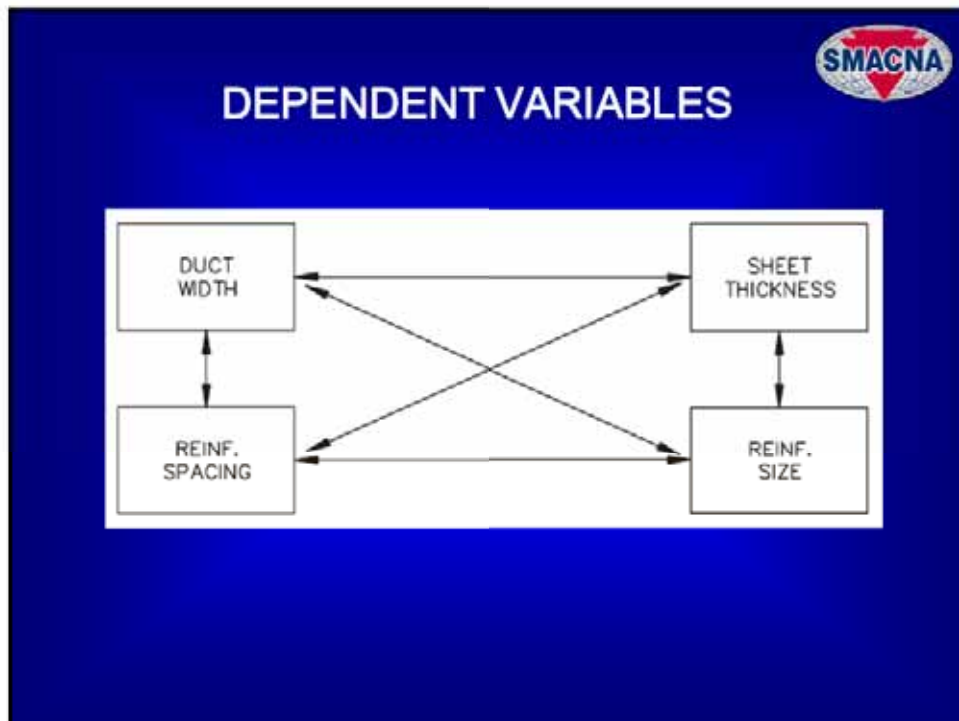 SMACNA
DEPENDENT VARIABLES
DUCT
WIDTH
SHEET
THICKNESS
REINF.
SPACING
REINF.
SIZE